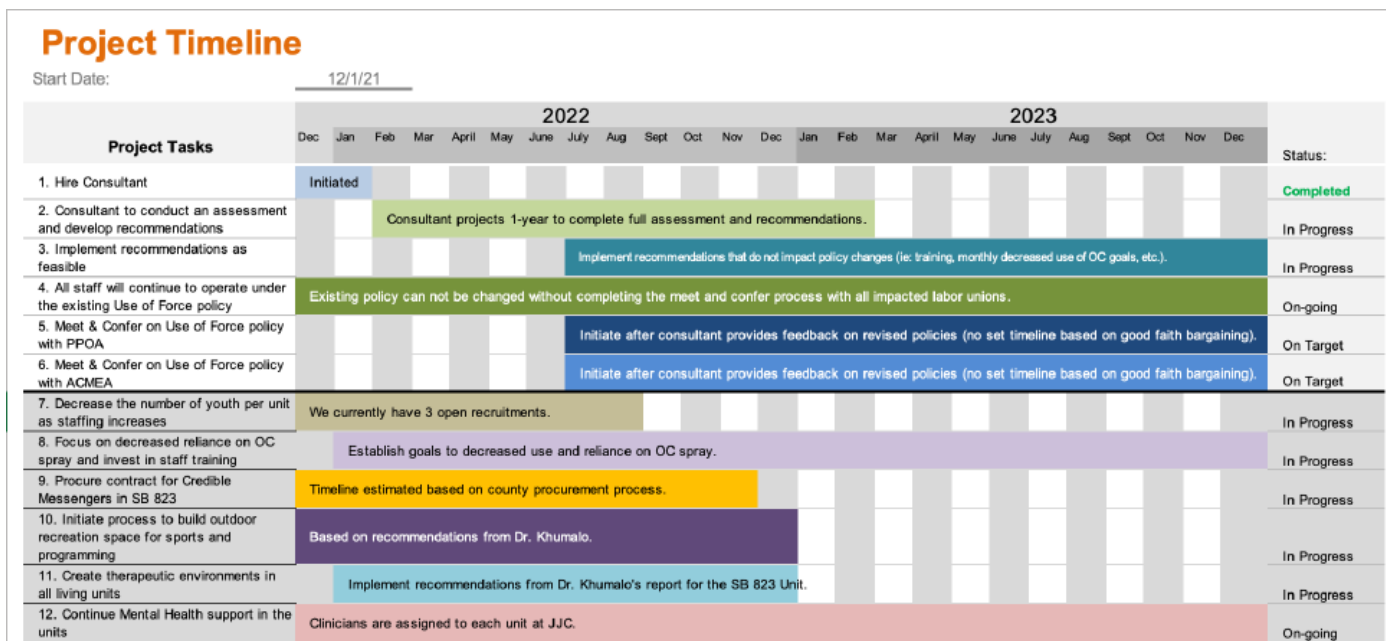 Project Timeline
Start Date: 12/1/21
2022 2023
Project Tasks
Dec Jan Feb Mar April May June July Aug Sept Oct Nov Dec Jan Feb Mar April May June July Aug Sept Oct Nov Dec
Status:
1. Hire Consultant
Initiated
Completed
2. Consultant to conduct an assessment
and develop recommendations
Consultant projects 1-year to complete full assessment and recommendations.
In Progress
3. Implement recommendations as
feasible
Implement recommendations that do not impact policy changes (ie: training, monthly decreased use of OC goals, etc.).
In Progress
4. All staff will continue to operate under
the existing Use of Force policy
Existing policy can not be changed without completing the meet and confer process with all impacted labor unions.
On-going
5. Meet & Confer on Use of Force policy
with PPOA
Initiate after consultant provides feedback on revised policies (no set timeline based on good faith bargaining).
On Target
6. Meet & Confer on Use of Force policy
with ACMEA
Initiate after consultant provides feedback on revised policies (no set timeline based on good faith bargaining).
On Target
7. Decrease the number of youth per unit
as staffing increases
We currently have 3 open recruitments.
In Progress
8. Focus on decreased reliance on OC
spray and invest in staff training
Establish goals to decreased use and reliance on OC spray.
In Progress
9. Procure contract for Credible
Messengers in SB 823
Timeline estimated based on county procurement process.
In Progress
10. Initiate process to build outdoor
recreation space for sports and
programming
Based on recommendations from Dr. Khumalo.
In Progress
11. Create therapeutic environments in
all living units
Implement recommendations from Dr. Khumalo's report for the SB 823 Unit.
In Progress
12. Continue Mental Health support in the
units
Clinicians are assigned to each unit at JJC.
On-going